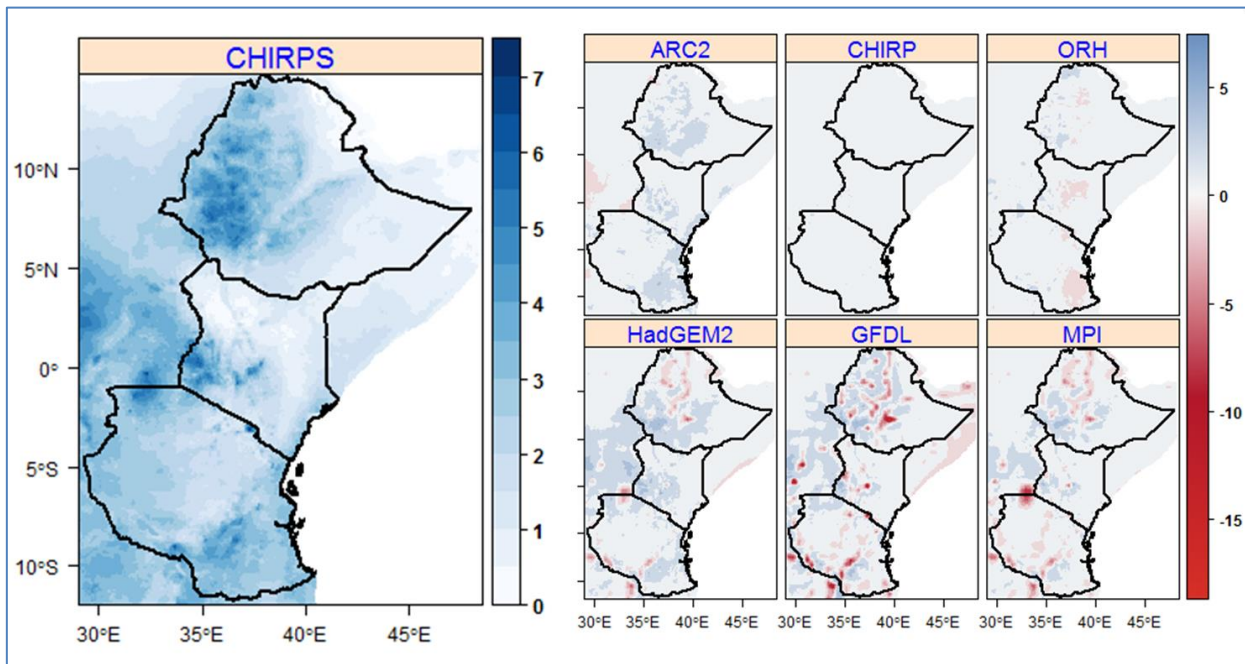 CHIRPS
10°N
5°N
0°
5°S
10°S
30°E 35°E 40°E 45°E
7
6
5
4
3
2
1
0
ARC2 CHIRP ORH
HadGEM2 GFDL MPI
30°E 35°E 40°E 45°E 30°E 35°E 40°E 45°E 30°E 35°E 40°E 45°E
5
0
-5
-10
-15